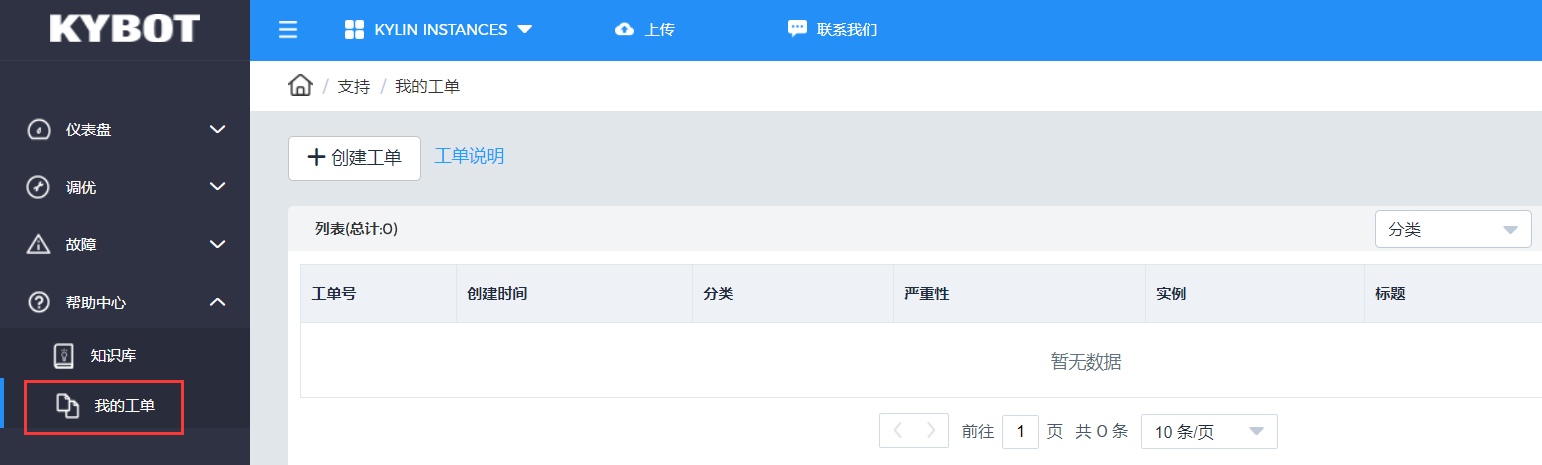 KYBOT
KYLIN INSTANCES
上传
联系我们
/ 支持 / 我的工单
仪表盘
调优
故障
帮助中心
知识库
我的工单
+ 创建工单
工单说明
列表(总计:0)
分类
工单号 创建时间 分类 严重性 实例 标题
暂无数据
前往 1 页 共 0 条 10 条/页